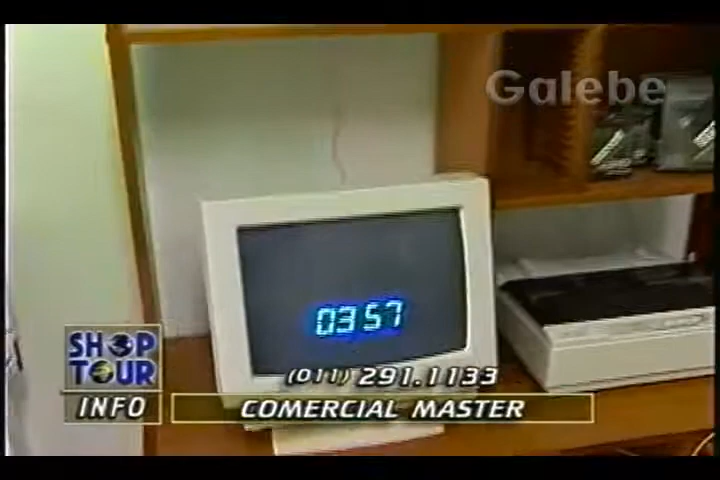 Galebe
03 57
SHOP
TOUR
(011) 291.1133
INFO
COMERCIAL MASTER